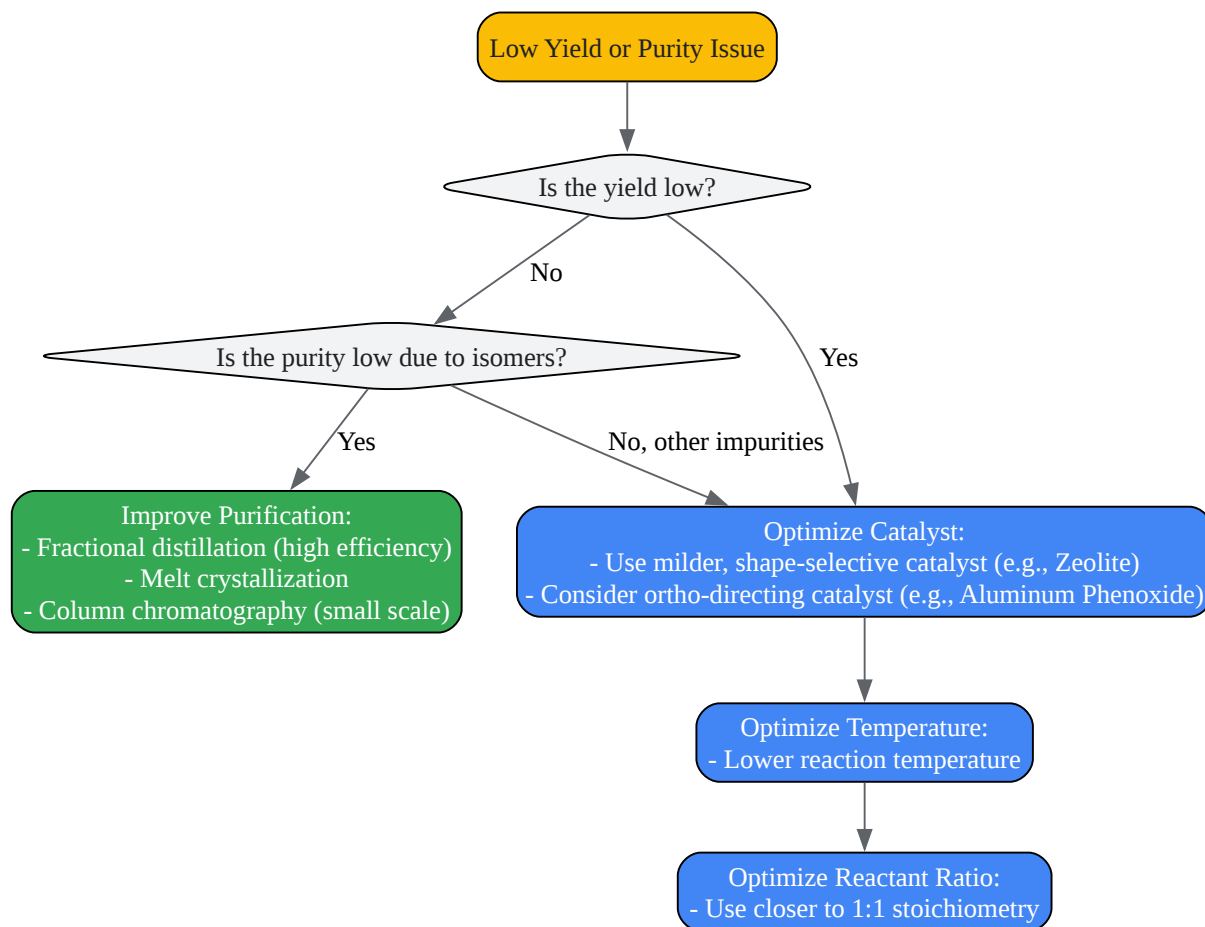 Low Yield or Purity Issue
Is the yield low?
No
Is the purity low due to isomers?
Yes
Yes
No, other impurities
Improve Purification:
- Fractional distillation (high efficiency)
- Melt crystallization
- Column chromatography (small scale)
Optimize Catalyst:
- Use milder, shape-selective catalyst (e.g., Zeolite)
- Consider ortho-directing catalyst (e.g., Aluminum Phenoxide)
Optimize Temperature:
- Lower reaction temperature
Optimize Reactant Ratio:
- Use closer to 1:1 stoichiometry